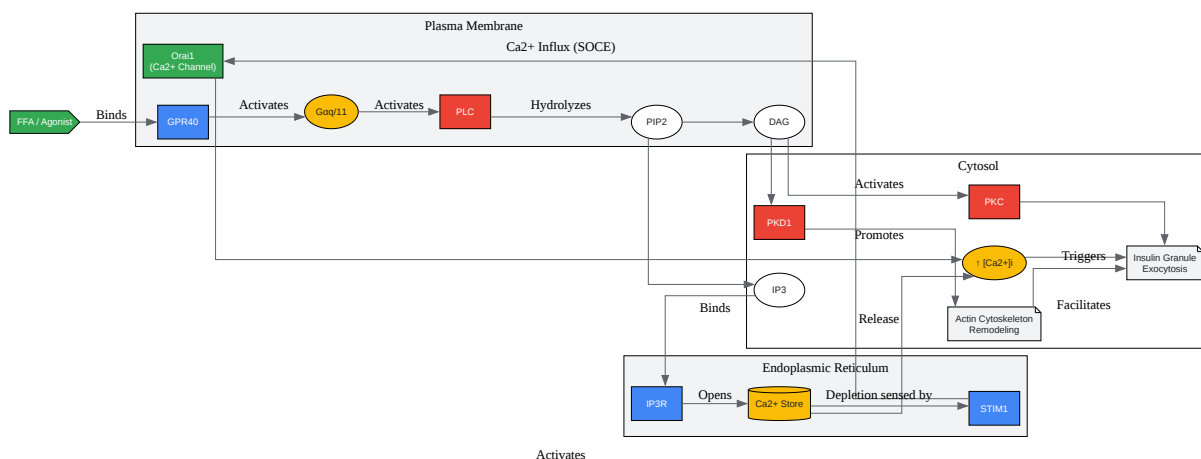 Plasma Membrane
Ca2+ Influx (SOCE)
Orai1
(Ca2+ Channel)
FFA / Agonist
Binds
GPR40
Activates
Gαq/11
Activates
PLC
Hydrolyzes
PIP2
DAG
Cytosol
Activates
PKC
PKD1
Promotes
↑ [Ca2+]i
Triggers
Insulin Granule
Exocytosis
IP3
Binds
Release
Actin Cytoskeleton
Remodeling
Facilitates
Endoplasmic Reticulum
IP3R
Opens
Ca2+ Store
Depletion sensed by
STIM1
Activates